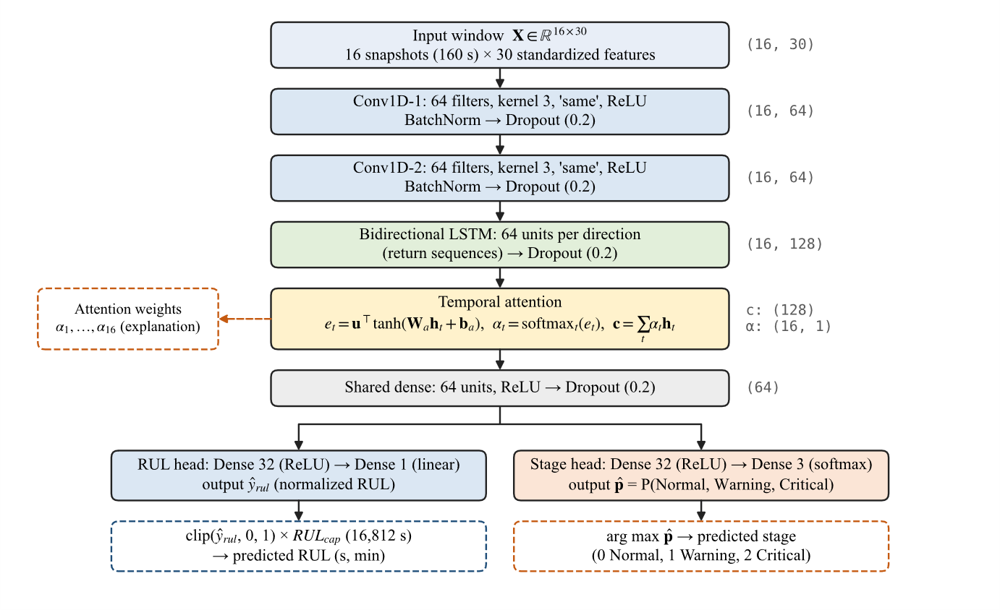 Input window X ∈ ℝ^{16×30}
16 snapshots (160 s) × 30 standardized features
(16, 30)
Conv1D-1: 64 filters, kernel 3, 'same', ReLU
BatchNorm → Dropout (0.2)
(16, 64)
Conv1D-2: 64 filters, kernel 3, 'same', ReLU
BatchNorm → Dropout (0.2)
(16, 64)
Bidirectional LSTM: 64 units per direction
(return sequences) → Dropout (0.2)
(16, 128)
Attention weights
α₁, …, α₁₆ (explanation)
Temporal attention
e_t = u^⊤ tanh(W_a h_t + b_a), α_t = softmax_t(e_t), c = ∑_t α_t h_t
c: (128)
α: (16, 1)
Shared dense: 64 units, ReLU → Dropout (0.2)
(64)
RUL head: Dense 32 (ReLU) → Dense 1 (linear)
output ŷ_rul (normalized RUL)
Stage head: Dense 32 (ReLU) → Dense 3 (softmax)
output p̂ = P(Normal, Warning, Critical)
clip(ŷ_rul, 0, 1) × RUL_cap (16,812 s)
→ predicted RUL (s, min)
arg max p̂ → predicted stage
(0 Normal, 1 Warning, 2 Critical)